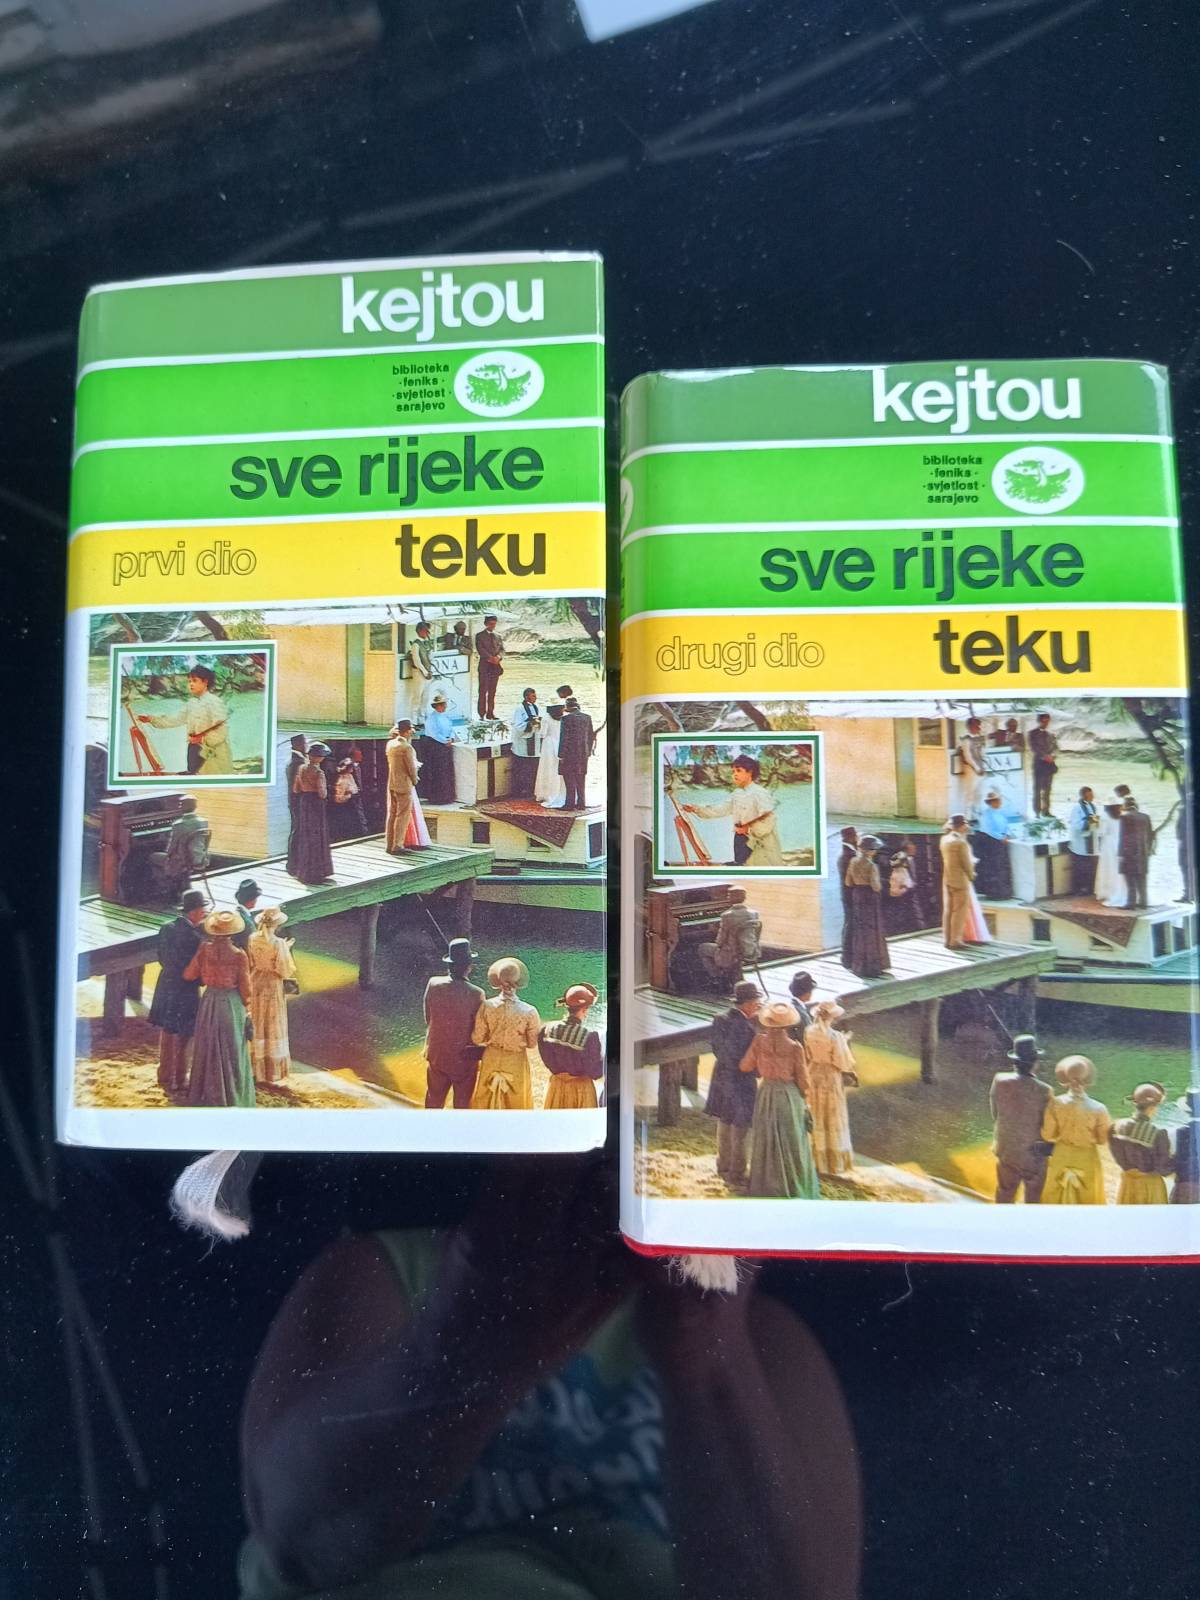 kejtou
biblioteka
·feniks·
·svjetlost·
sarajevo
sve rijeke
teku
prvi dio
kejtou
biblioteka
·feniks·
·svjetlost·
sarajevo
sve rijeke
teku
drugi dio